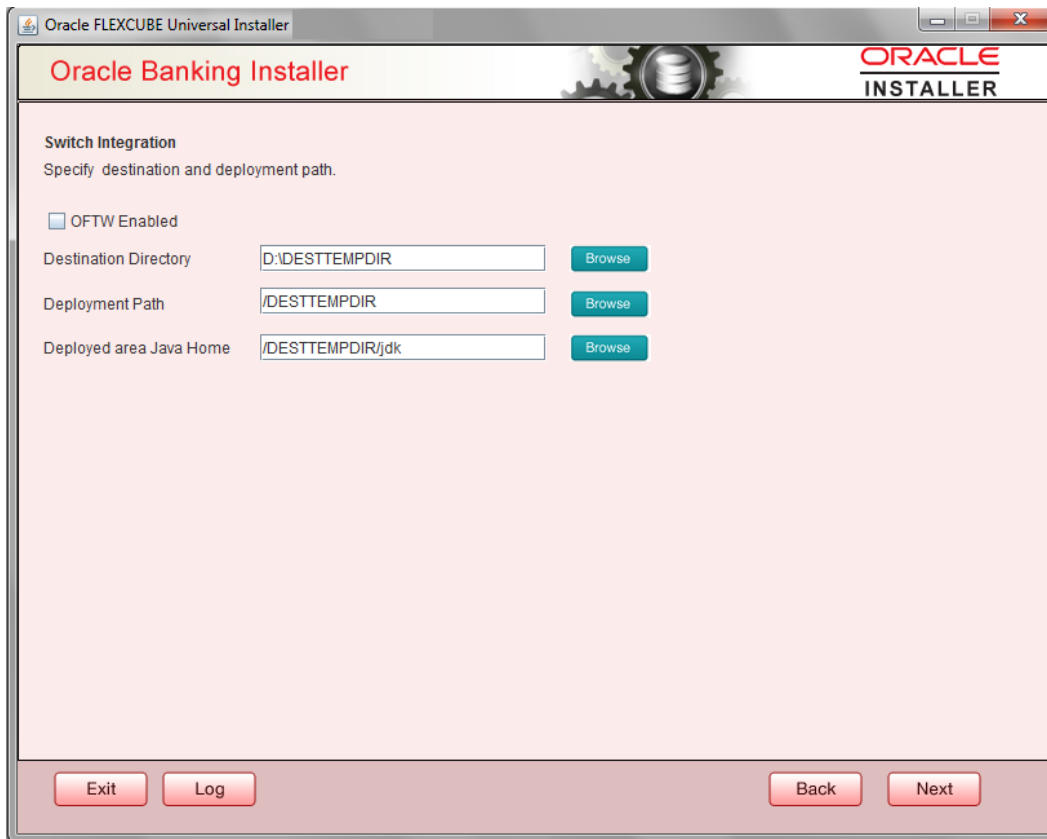 Oracle FLEXCUBE Universal Installer
Oracle Banking Installer
ORACLE
INSTALLER
Switch Integration
Specify destination and deployment path.
OFTW Enabled
Destination Directory D:\DESTTEMPDIR Browse
Deployment Path /DESTTEMPDIR Browse
Deployed area Java Home /DESTTEMPDIR/jdk Browse
Exit Log Back Next